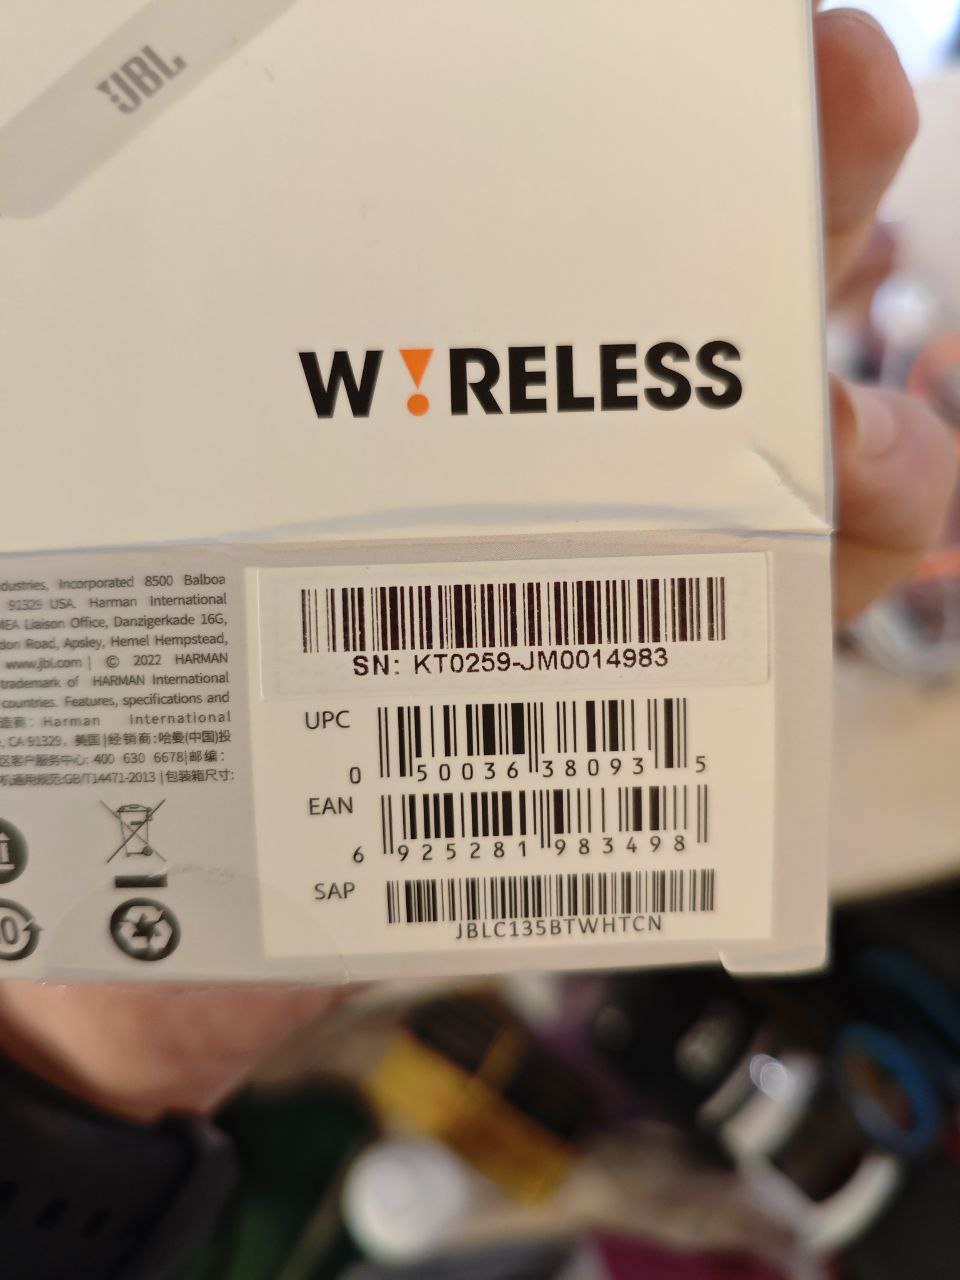 JBL
W!RELESS
ndustries, Incorporated 8500 Balboa
91329 USA. Harman International
MEA Liaison Office, Danzigerkade 16G,
don Road, Apsley, Hemel Hempstead,
www.jbl.com | © 2022 HARMAN
trademark of HARMAN International
countries. Features, specifications and
造商: Harman International
, CA 91329, 美国|经销商:哈曼(中国)投
区客户服务中心: 400 630 6678|邮编:
机通用规范:GB/T14471-2013 |包装箱尺寸:
SN: KT0259-JM0014983
UPC
0 50036 38093 5
EAN
6 925281 983498
SAP
JBLC135BTWHTCN